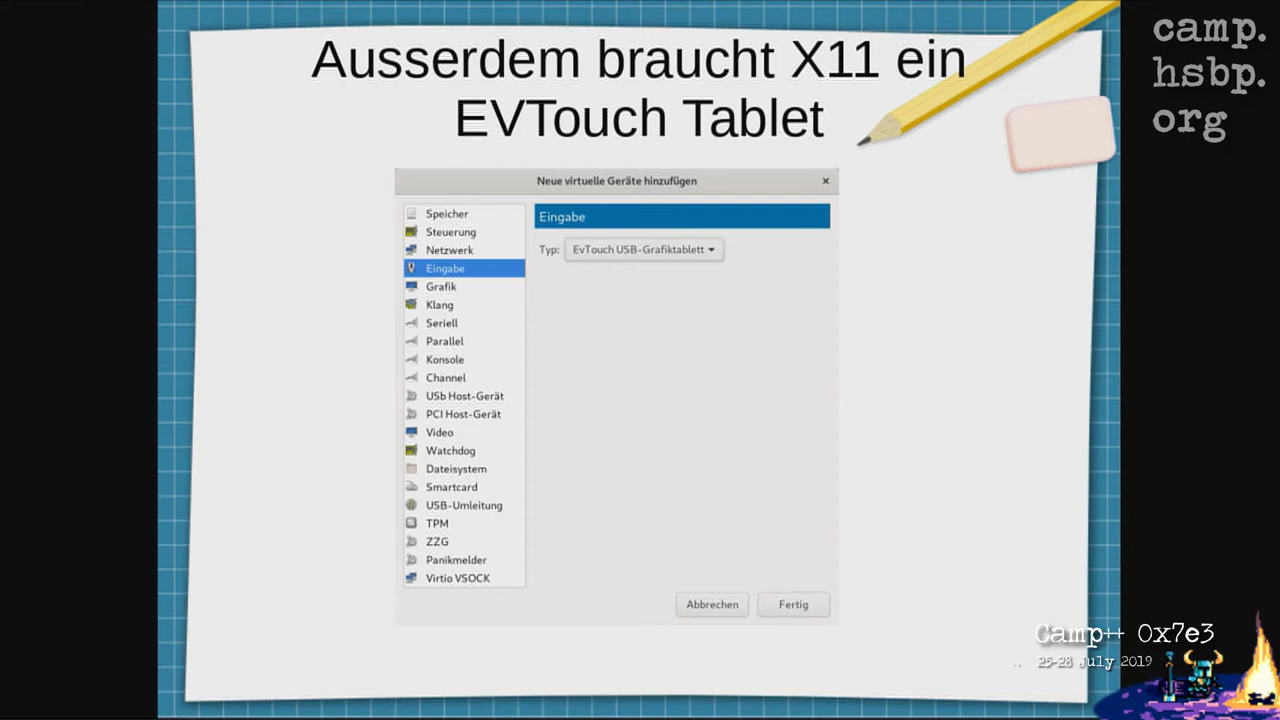 Ausserdem braucht X11 ein
EVTouch Tablet
camp.
hsbp.
org
Neue virtuelle Geräte hinzufügen
Speicher
Steuerung
Netzwerk
Eingabe
Grafik
Klang
Seriell
Parallel
Konsole
Channel
USb Host-Gerät
PCI Host-Gerät
Video
Watchdog
Dateisystem
Smartcard
USB-Umleitung
TPM
ZZG
Panikmelder
Virtio VSOCK
Eingabe
Typ: EvTouch USB-Grafiktablett
Abbrechen Fertig
Camp++ 0x7e3
25-28 July 2019